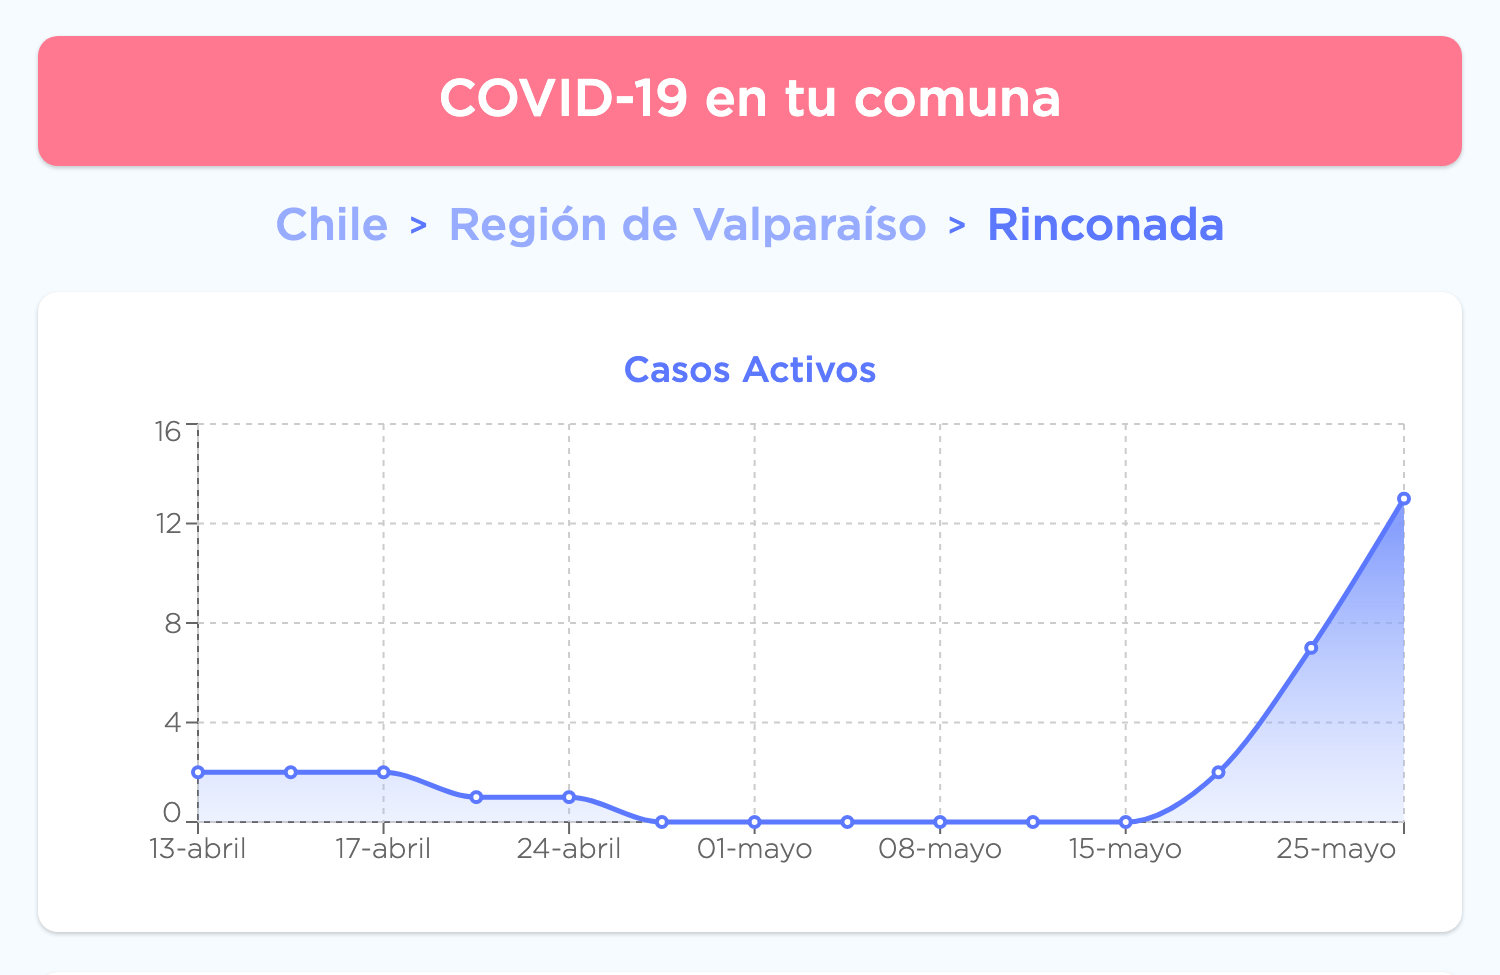 COVID-19 en tu comuna
Chile > Región de Valparaíso > Rinconada
Casos Activos
16
12
8
4
0
13-abril 17-abril 24-abril 01-mayo 08-mayo 15-mayo 25-mayo